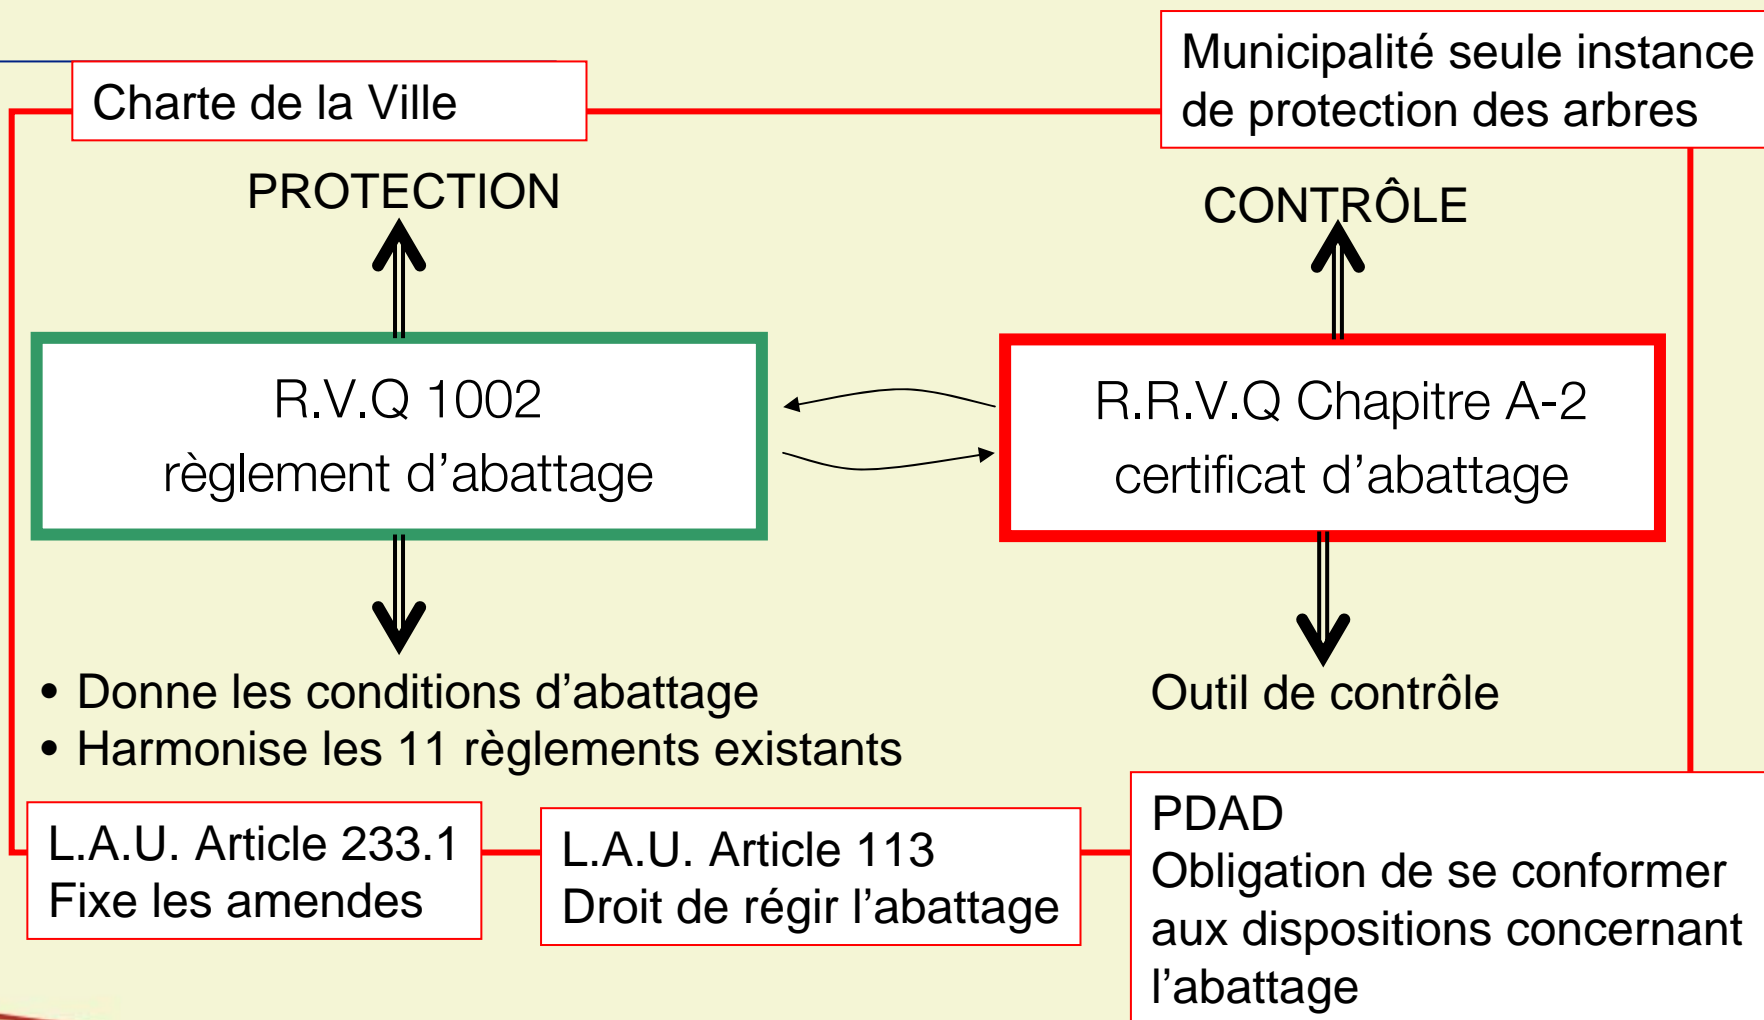 Charte de la Ville
Municipalité seule instance
de protection des arbres
PROTECTION
CONTRÔLE
R.V.Q 1002
règlement d’abattage
R.R.V.Q Chapitre A-2
certificat d’abattage
• Donne les conditions d’abattage
• Harmonise les 11 règlements existants
Outil de contrôle
L.A.U. Article 233.1
Fixe les amendes
L.A.U. Article 113
Droit de régir l’abattage
PDAD
Obligation de se conformer
aux dispositions concernant
l’abattage